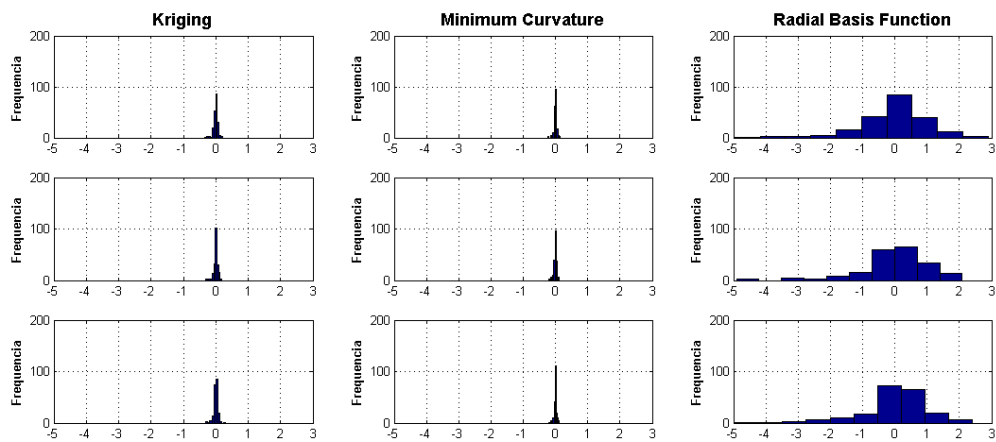 Kriging Minimum Curvature Radial Basis Function
200 200 200
100 100 100
0 0 0
Frequencia Frequencia Frequencia
-5 -4 -3 -2 -1 0 1 2 3 -5 -4 -3 -2 -1 0 1 2 3 -5 -4 -3 -2 -1 0 1 2 3
200 200 200
100 100 100
0 0 0
Frequencia Frequencia Frequencia
-5 -4 -3 -2 -1 0 1 2 3 -5 -4 -3 -2 -1 0 1 2 3 -5 -4 -3 -2 -1 0 1 2 3
200 200 200
100 100 100
0 0 0
Frequencia Frequencia Frequencia
-5 -4 -3 -2 -1 0 1 2 3 -5 -4 -3 -2 -1 0 1 2 3 -5 -4 -3 -2 -1 0 1 2 3